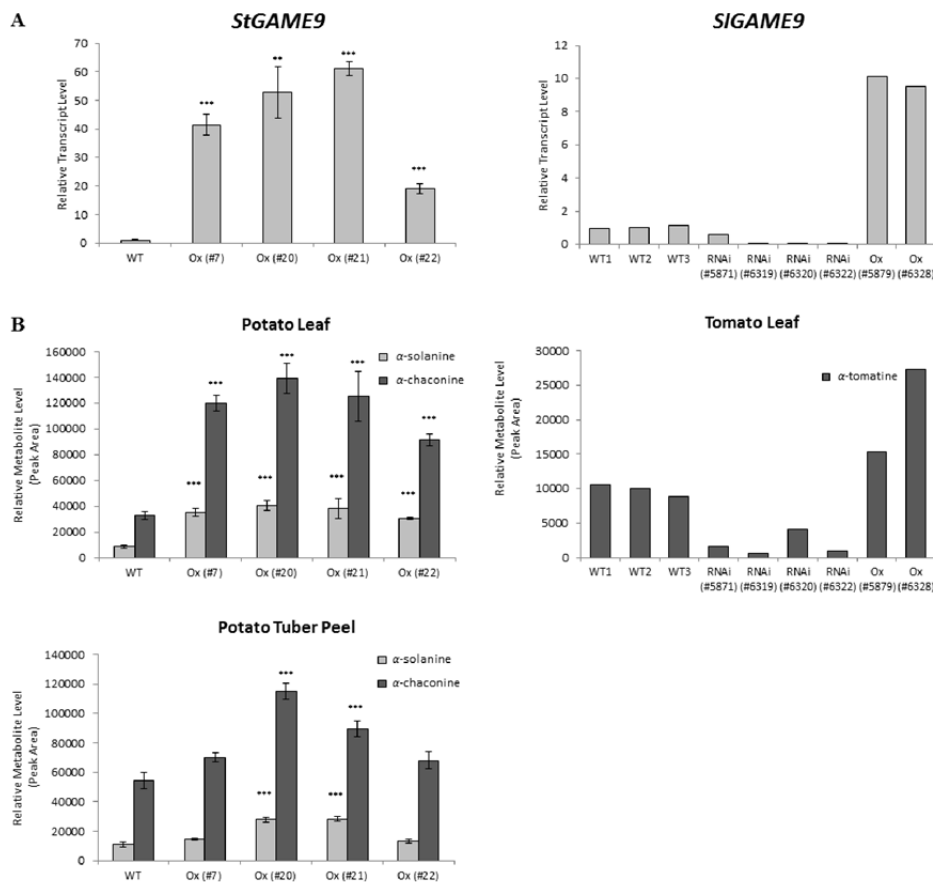 A
StGAME9
Relative Transcript Level
70
60
50
40
30
20
10
0
***
**
***
***
WT
Ox (#7)
Ox (#20)
Ox (#21)
Ox (#22)
SlGAME9
Relative Transcript Level
12
10
8
6
4
2
0
WT1
WT2
WT3
RNAi (#5871)
RNAi (#6319)
RNAi (#6320)
RNAi (#6322)
Ox (#5879)
Ox (#6328)
B
Potato Leaf
Relative Metabolite Level
(Peak Area)
160000
140000
120000
100000
80000
60000
40000
20000
0
α-solanine
α-chaconine
***
***
***
***
***
***
***
***
WT
Ox (#7)
Ox (#20)
Ox (#21)
Ox (#22)
Tomato Leaf
Relative Metabolite Level
(Peak Area)
30000
25000
20000
15000
10000
5000
0
α-tomatine
WT1
WT2
WT3
RNAi (#5871)
RNAi (#6319)
RNAi (#6320)
RNAi (#6322)
Ox (#5879)
Ox (#6328)
Potato Tuber Peel
Relative Metabolite Level
(Peak Area)
140000
120000
100000
80000
60000
40000
20000
0
α-solanine
α-chaconine
***
***
***
***
WT
Ox (#7)
Ox (#20)
Ox (#21)
Ox (#22)